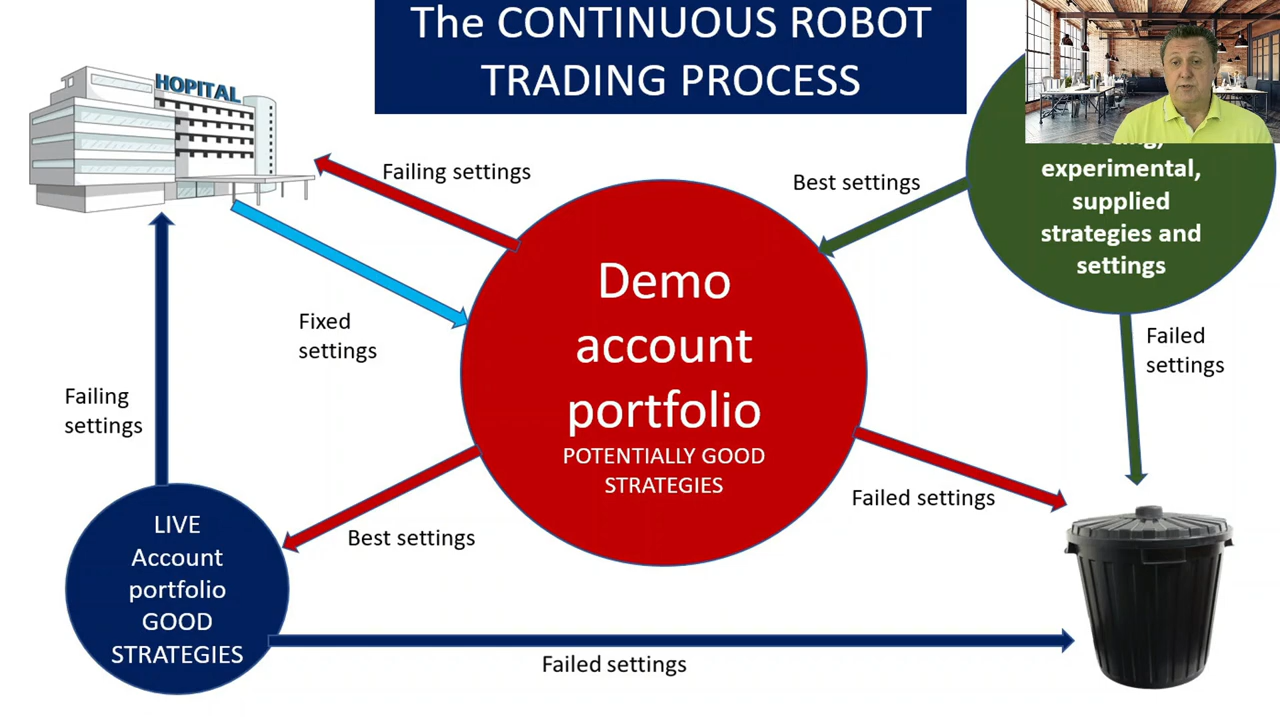 The CONTINUOUS ROBOT
TRADING PROCESS
HOPITAL
Failing settings
Best settings
experimental,
supplied
strategies and
settings
Demo
account
portfolio
POTENTIALLY GOOD
STRATEGIES
Fixed
settings
Failed
settings
Failing
settings
Failed settings
Best settings
LIVE
Account
portfolio
GOOD
STRATEGIES
Failed settings